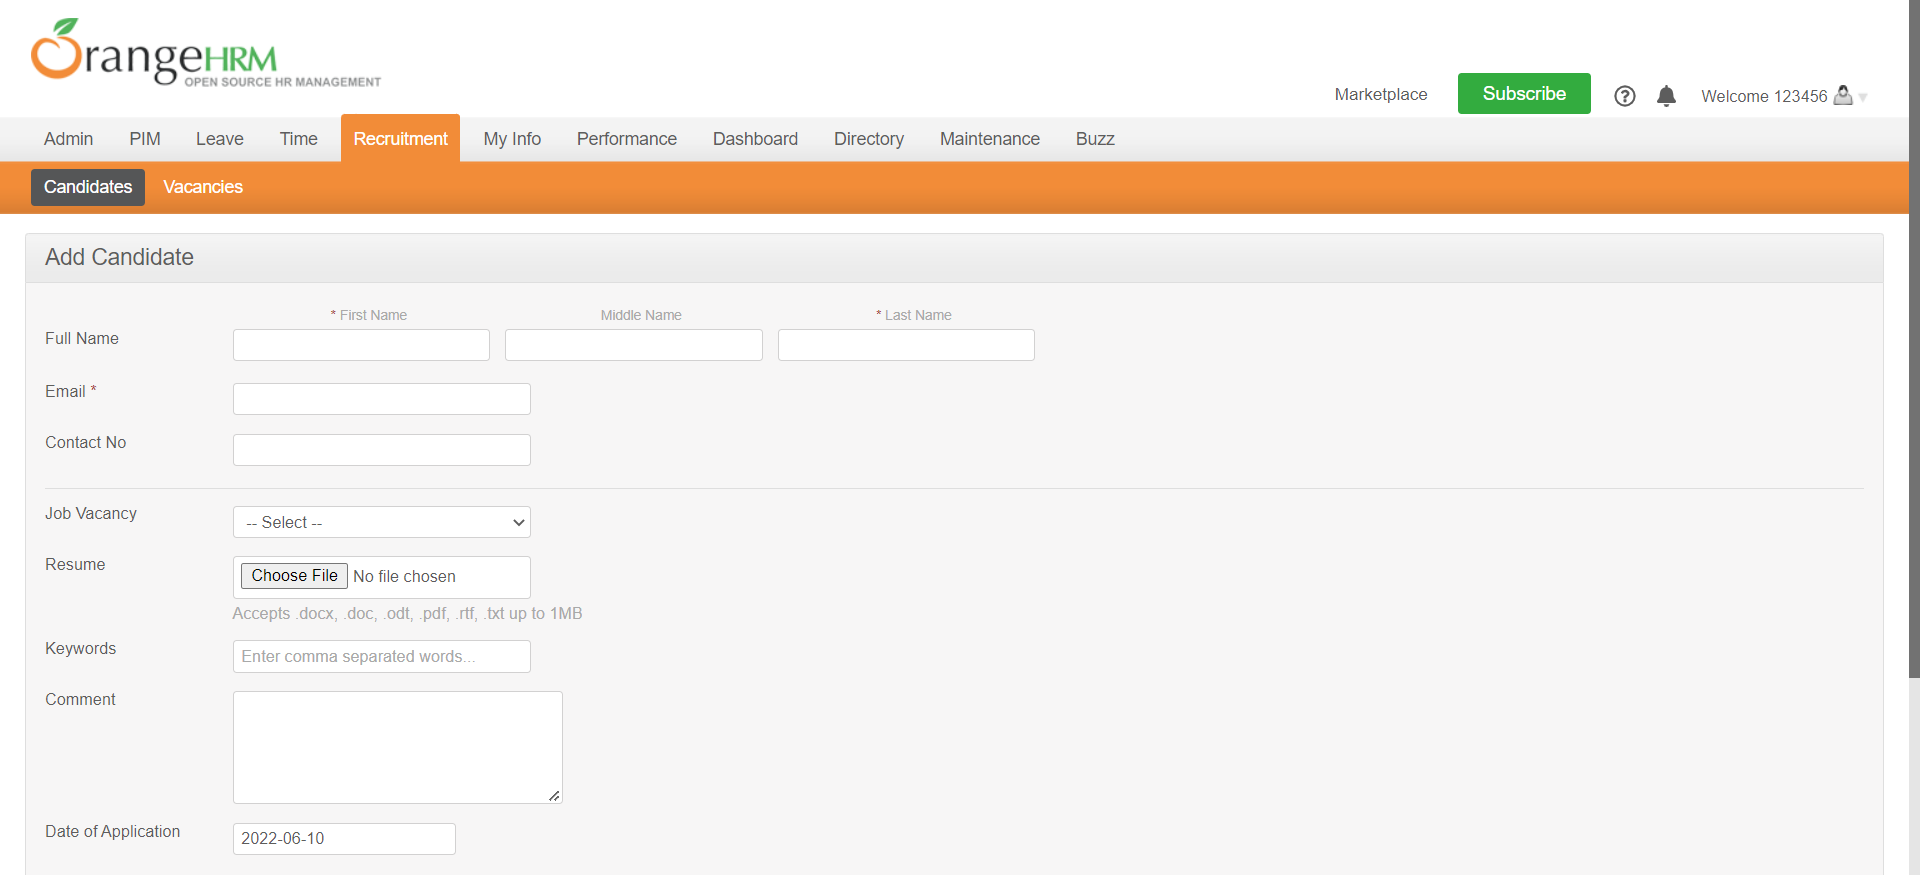 OrangeHRM
OPEN SOURCE HR MANAGEMENT
Marketplace
Subscribe
Welcome 123456
Admin PIM Leave Time Recruitment My Info Performance Dashboard Directory Maintenance Buzz
Candidates Vacancies
Add Candidate
* First Name Middle Name * Last Name
Full Name
Email *
Contact No
Job Vacancy
-- Select --
Resume
Choose File No file chosen
Accepts .docx, .doc, .odt, .pdf, .rtf, .txt up to 1MB
Keywords
Enter comma separated words...
Comment
Date of Application
2022-06-10